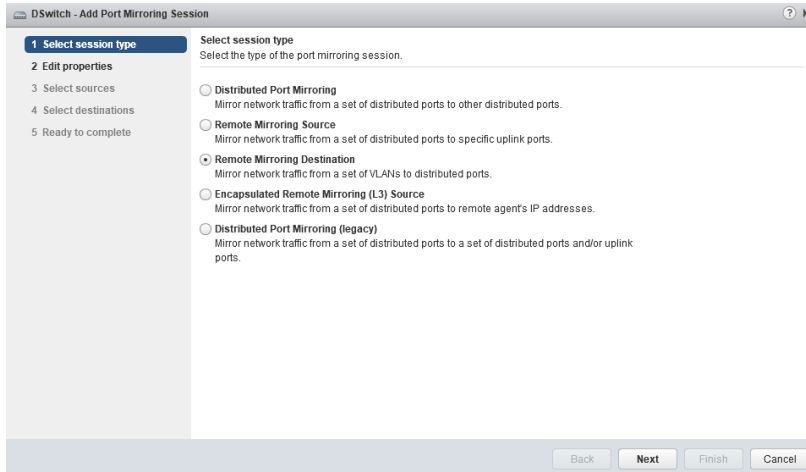 DSwitch - Add Port Mirroring Session
?
1 Select session type
2 Edit properties
3 Select sources
4 Select destinations
5 Ready to complete
Select session type
Select the type of the port mirroring session.
Distributed Port Mirroring
Mirror network traffic from a set of distributed ports to other distributed ports.
Remote Mirroring Source
Mirror network traffic from a set of distributed ports to specific uplink ports.
Remote Mirroring Destination
Mirror network traffic from a set of VLANs to distributed ports.
Encapsulated Remote Mirroring (L3) Source
Mirror network traffic from a set of distributed ports to remote agent's IP addresses.
Distributed Port Mirroring (legacy)
Mirror network traffic from a set of distributed ports to a set of distributed ports and/or uplink
ports.
Back Next Finish Cancel